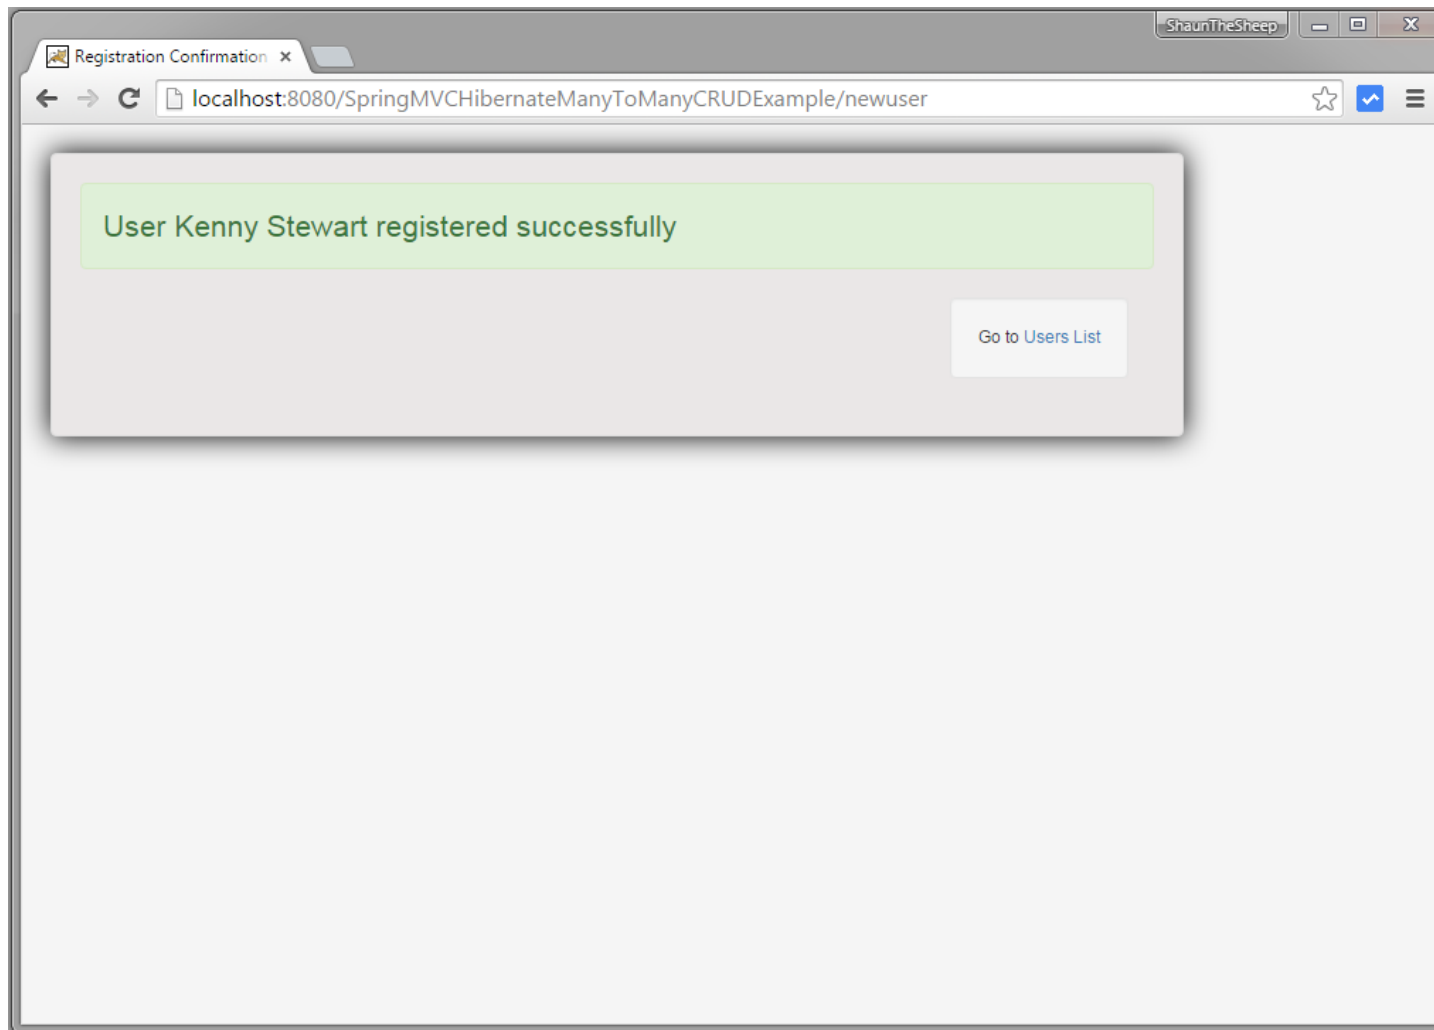 ShaunTheSheep
Registration Confirmation
localhost:8080/SpringMVCHibernateManyToManyCRUDExample/newuser
User Kenny Stewart registered successfully
Go to Users List